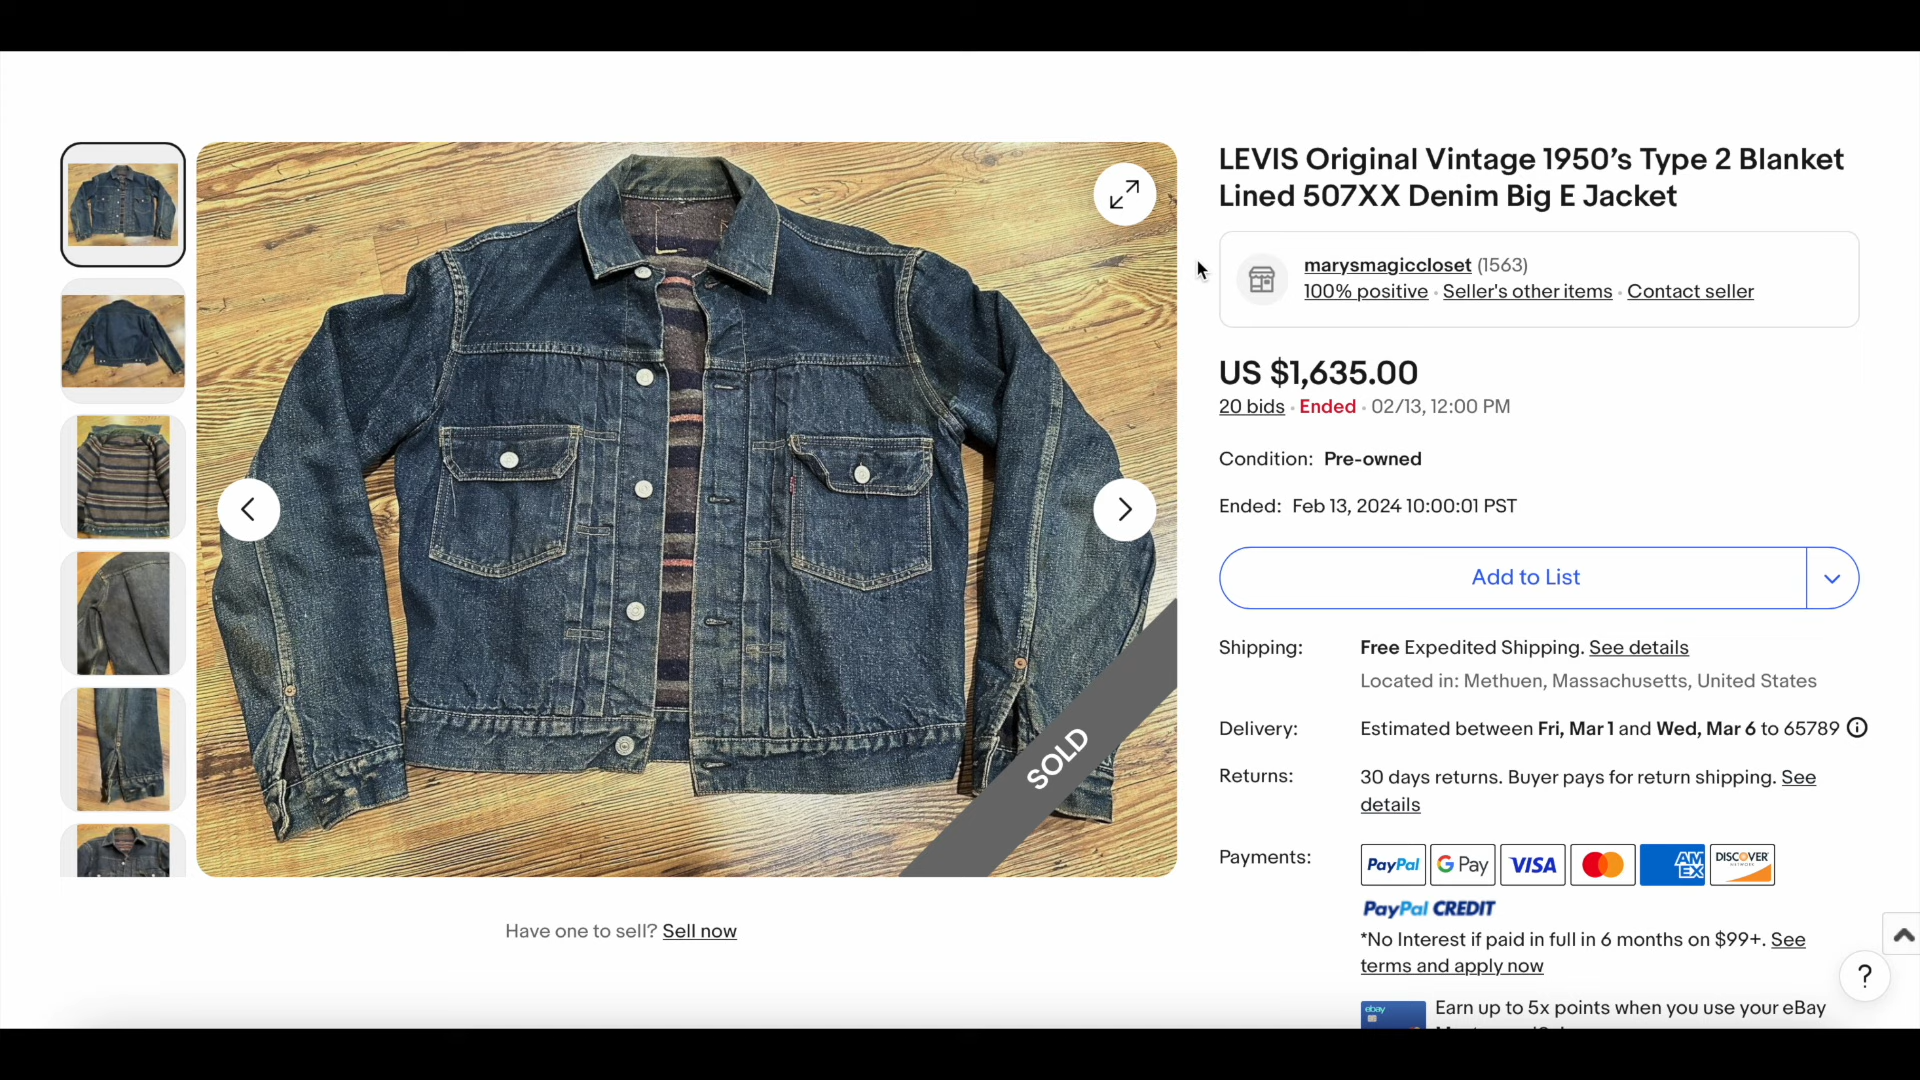 LEVIS Original Vintage 1950’s Type 2 Blanket
Lined 507XX Denim Big E Jacket
marysmagiccloset (1563)
100% positive · Seller's other items · Contact seller
US $1,635.00
20 bids · Ended · 02/13, 12:00 PM
Condition: Pre-owned
Ended: Feb 13, 2024 10:00:01 PST
Add to List
Shipping: Free Expedited Shipping. See details
Located in: Methuen, Massachusetts, United States
Delivery: Estimated between Fri, Mar 1 and Wed, Mar 6 to 65789
Returns: 30 days returns. Buyer pays for return shipping. See
details
Payments: PayPal G Pay VISA AM EX DISCOVER
PayPal CREDIT
*No Interest if paid in full in 6 months on $99+. See
terms and apply now
ebay Earn up to 5x points when you use your eBay
SOLD
Have one to sell? Sell now
?